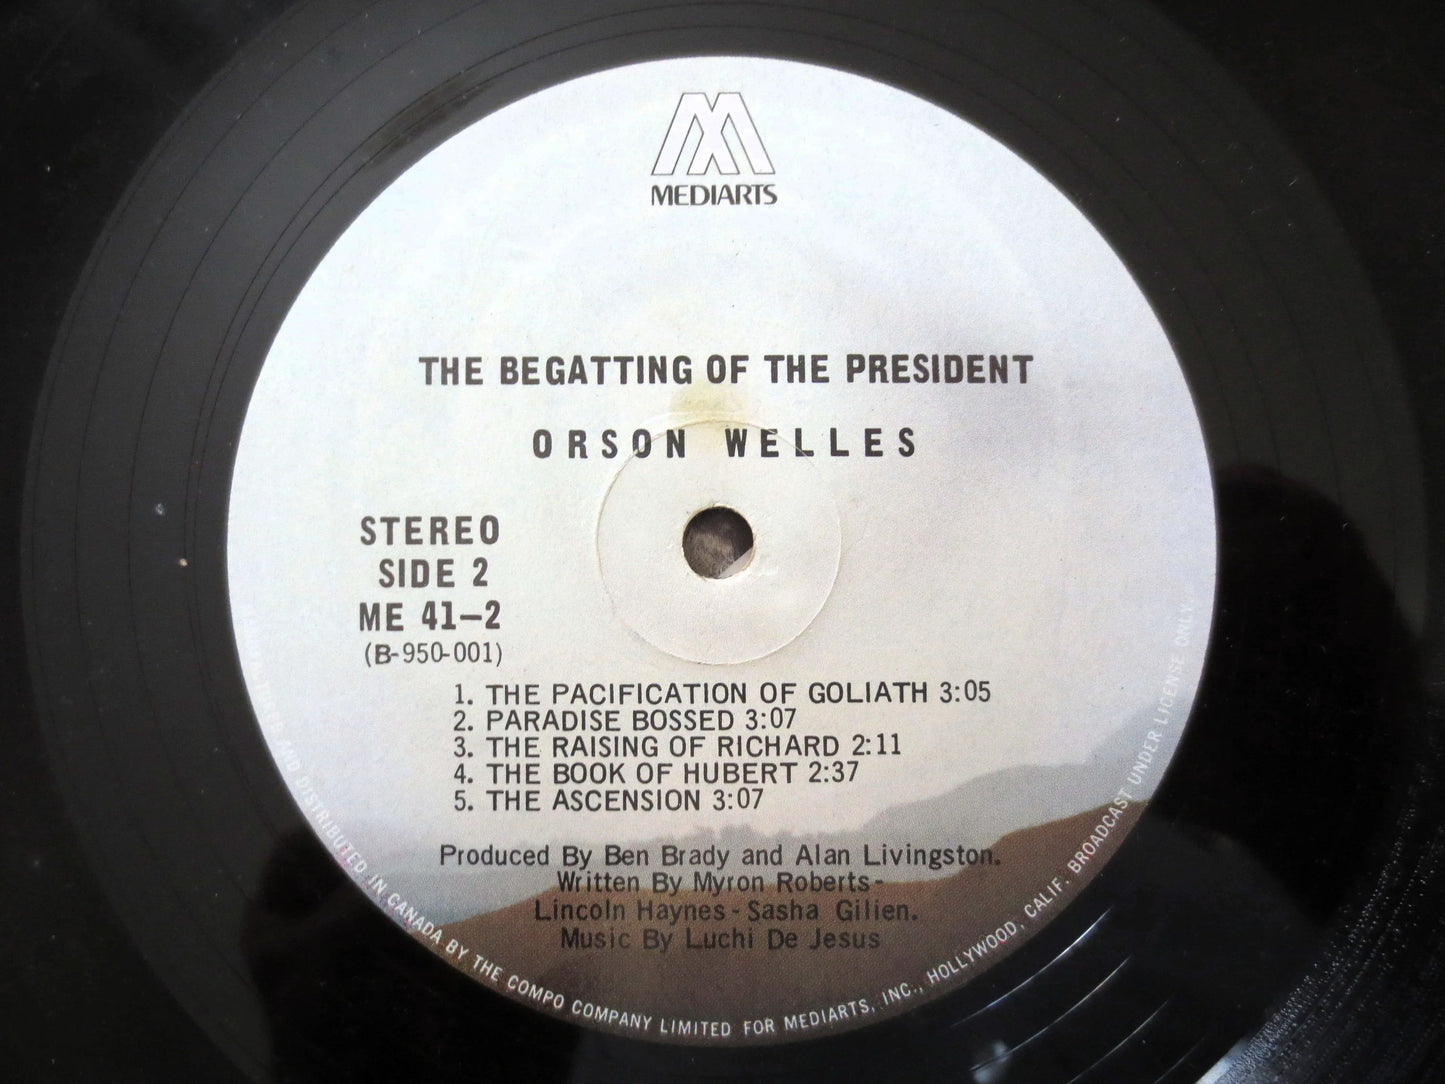 MEDIARTS
THE BEGATTING OF THE PRESIDENT
ORSON WELLES
STEREO
SIDE 2
ME 41-2
(B-950-001)
1. THE PACIFICATION OF GOLIATH 3:05
2. PARADISE BOSSED 3:07
3. THE RAISING OF RICHARD 2:11
4. THE BOOK OF HUBERT 2:37
5. THE ASCENSION 3:07
Produced By Ben Brady and Alan Livingston.
Written By Myron Roberts-
Lincoln Haynes - Sasha Gilien.
Music By Luchi De Jesus
AND DISTRIBUTED IN CANADA BY THE COMPO COMPANY LIMITED FOR MEDIARTS, INC., HOLLYWOOD, CALIF. BROADCAST UNDER LICENSE ONLY.